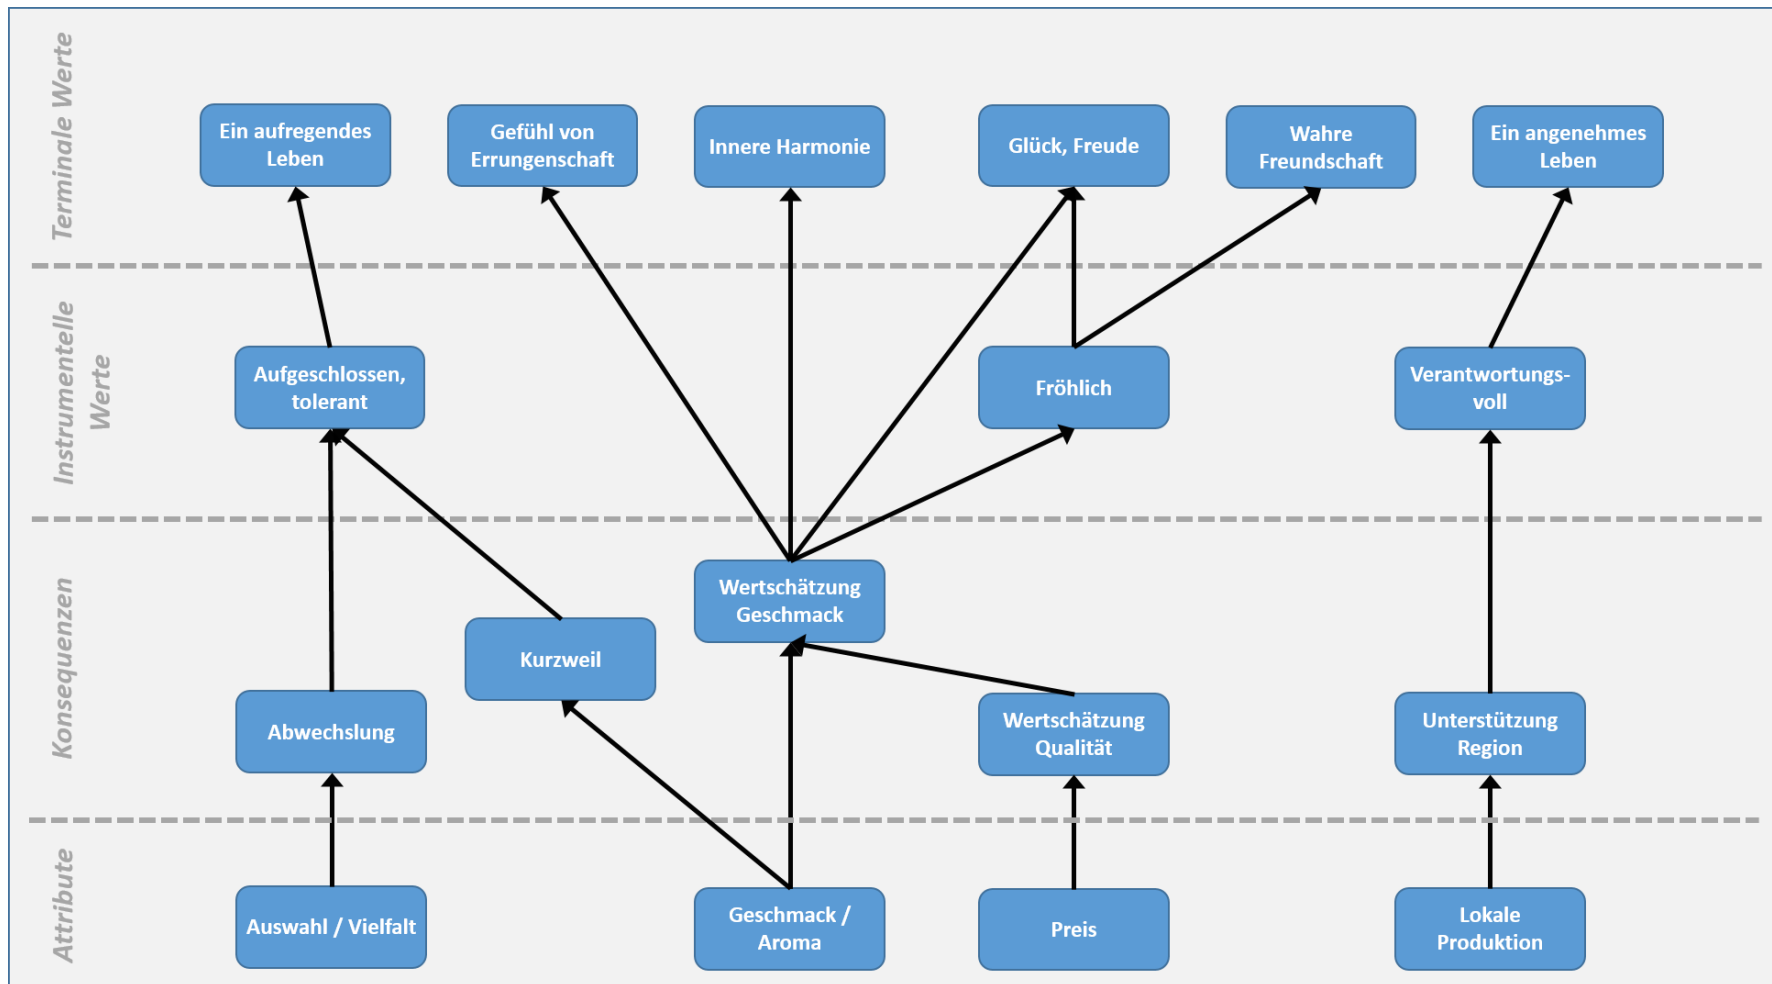 Terminale Werte
Ein aufregendes
Leben
Gefühl von
Errungenschaft
Innere Harmonie
Glück, Freude
Wahre
Freundschaft
Ein angenehmes
Leben
Instrumentelle
Werte
Aufgeschlossen,
tolerant
Fröhlich
Verantwortungs-
voll
Konsequenzen
Wertschätzung
Geschmack
Kurzweil
Abwechslung
Wertschätzung
Qualität
Unterstützung
Region
Attribute
Auswahl / Vielfalt
Geschmack /
Aroma
Preis
Lokale
Produktion